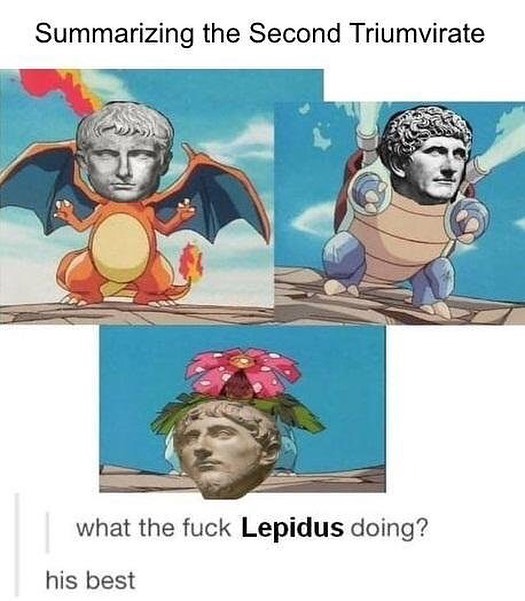 Summarizing the Second Triumvirate
what the fuck Lepidus doing?
his best